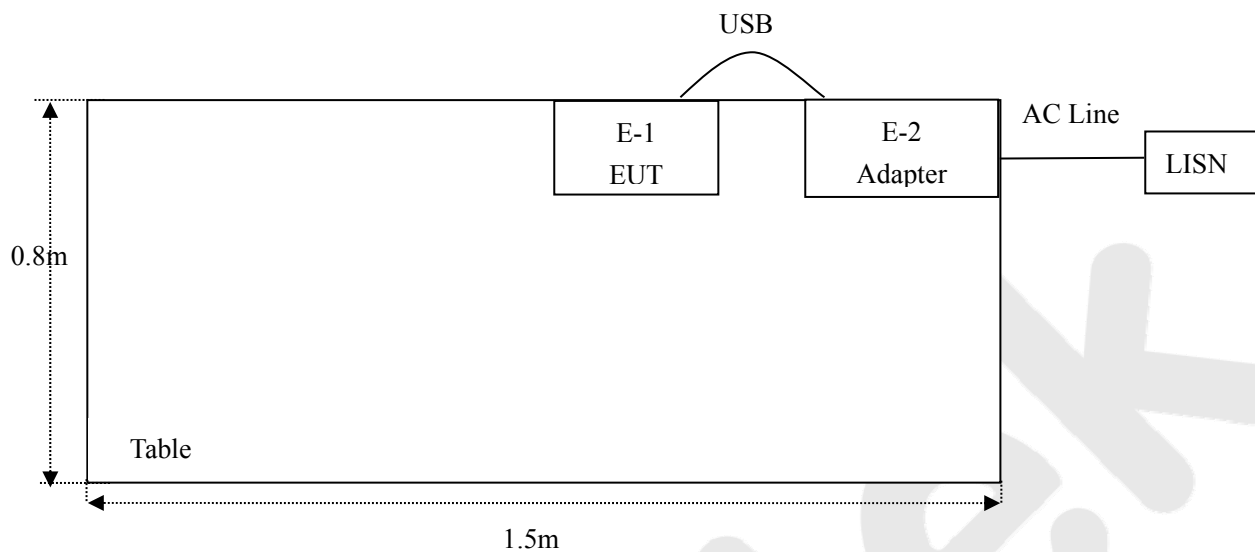 USB
E-1
EUT
E-2
Adapter
AC Line
LISN
0.8m
Table
1.5m